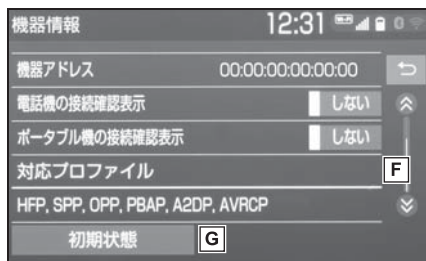 機器情報 12:31 Wi-Fi 0
機器アドレス 00:00:00:00:00:00
電話機の接続確認表示 しない
ポータブル機の接続確認表示 しない
対応プロファイル
F
HFP, SPP, OPP, PBAP, A2DP, AVRCP
初期状態 G